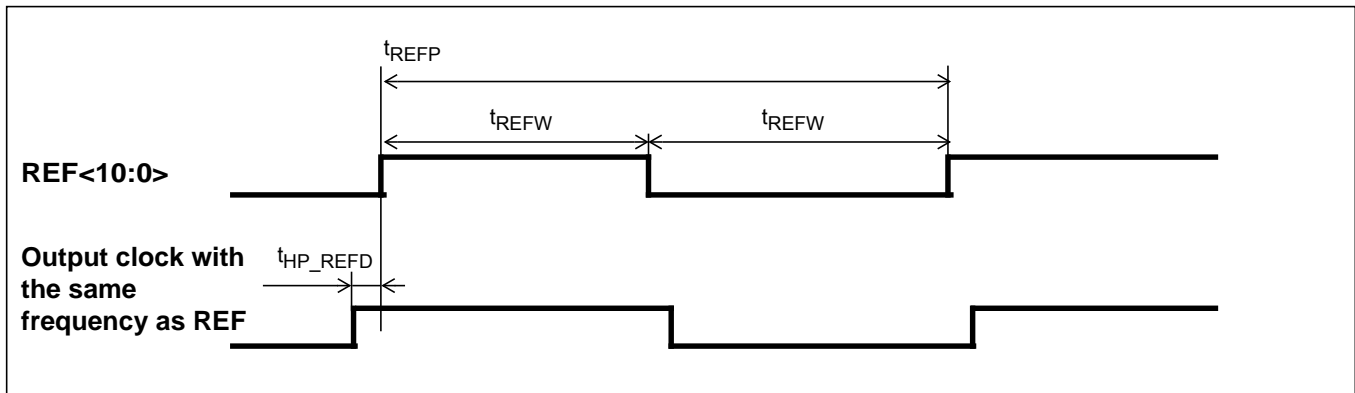 tREFP
tREFW tREFW
REF<10:0>
Output clock with
the same
frequency as REF
tHP_REFD